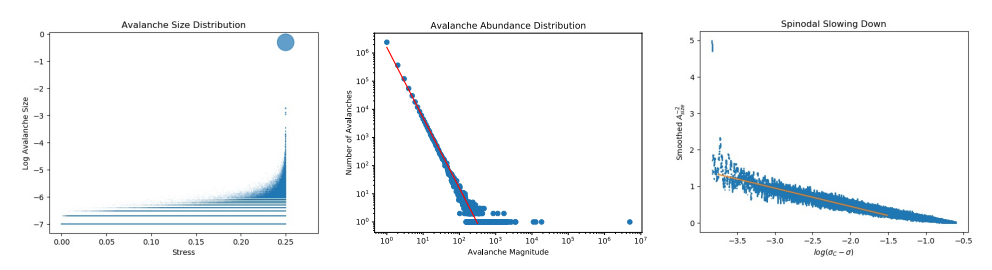 Avalanche Size Distribution
Log Avalanche Size
0
−1
−2
−3
−4
−5
−6
−7
0.00 0.05 0.10 0.15 0.20 0.25
Stress
Avalanche Abundance Distribution
Number of Avalanches
10⁶
10⁵
10⁴
10³
10²
10¹
10⁰
10⁰ 10¹ 10² 10³ 10⁴ 10⁵ 10⁶ 10⁷
Avalanche Magnitude
Spinodal Slowing Down
Smoothed A⁻²size
5
4
3
2
1
0
−3.5 −3.0 −2.5 −2.0 −1.5 −1.0 −0.5
log(σC − σ)